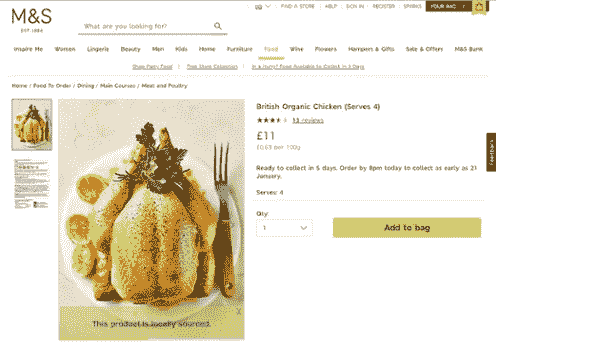 M&S
EST. 1884
What are you looking for?
FIND A STORE HELP SIGN IN REGISTER SPARKS YOUR BAG
Inspire Me Women Lingerie Beauty Men Kids Home Furniture Food Wine Flowers Hampers & Gifts Sale & Offers M&S Bank
Shop Party Food Free Store Collection In a hurry? Food Available to Collect in 2 Days
Home / Food To Order / Dining / Main Courses / Meat and Poultry
British Organic Chicken (Serves 4)
13 reviews
£11
£0.63 per 100g
Ready to collect in 5 days. Order by 8pm today to collect as early as 21
January.
Serves: 4
Qty:
1
Add to bag
Feedback
This product is locally sourced.
X